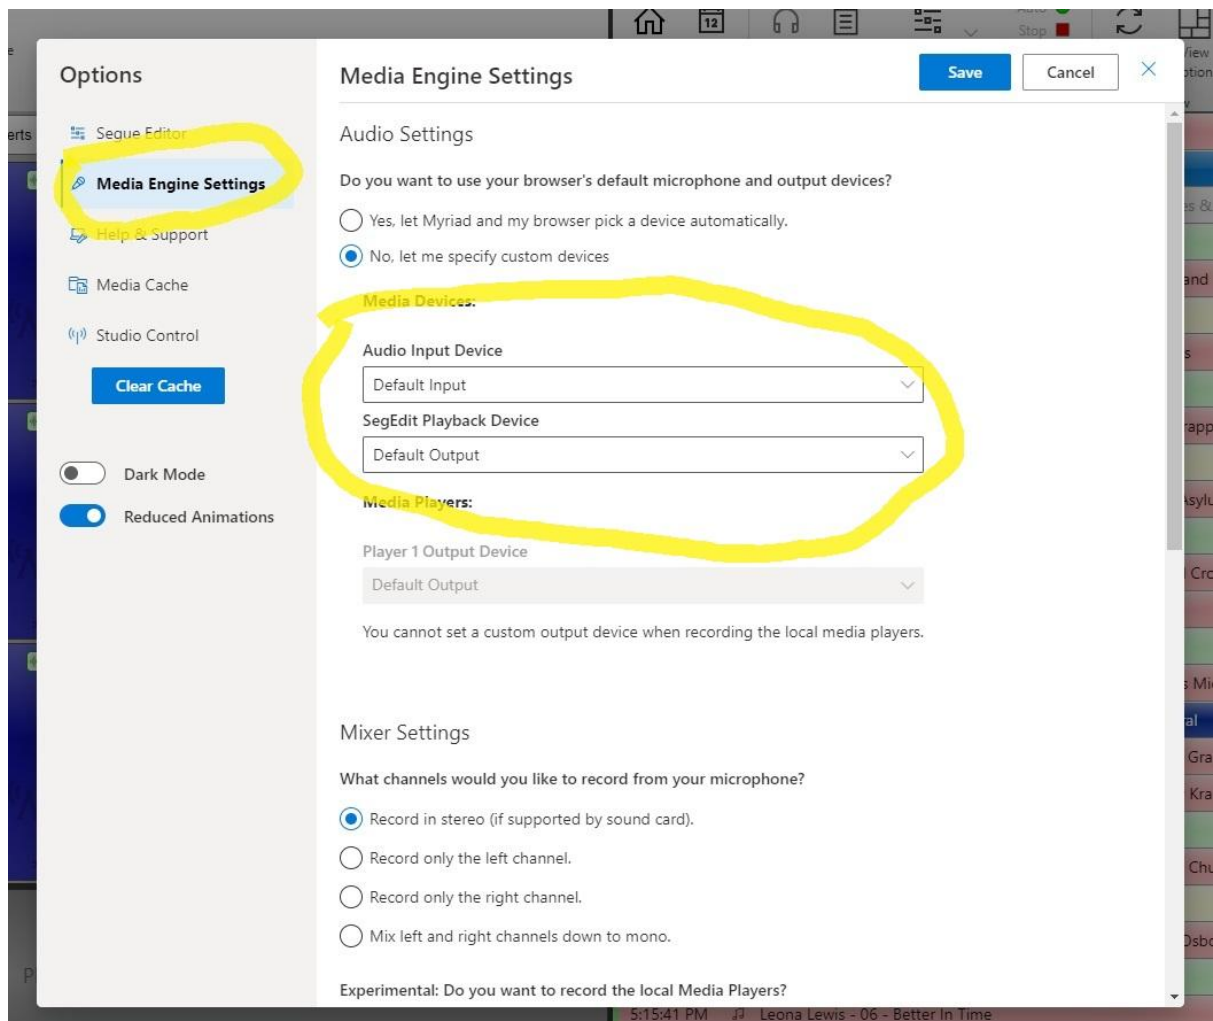 12
Stop
erts
Options
Segue Editor
Media Engine Settings
Help & Support
Media Cache
Studio Control
Clear Cache
Dark Mode
Reduced Animations
Media Engine Settings
Save
Cancel
Audio Settings
Do you want to use your browser's default microphone and output devices?
Yes, let Myriad and my browser pick a device automatically.
No, let me specify custom devices
Media Devices:
Audio Input Device
Default Input
SegEdit Playback Device
Default Output
Media Players:
Player 1 Output Device
Default Output
You cannot set a custom output device when recording the local media players.
Mixer Settings
What channels would you like to record from your microphone?
Record in stereo (if supported by sound card).
Record only the left channel.
Record only the right channel.
Mix left and right channels down to mono.
Experimental: Do you want to record the local Media Players?
5:15:41 PM Leona Lewis - 06 - Better In Time